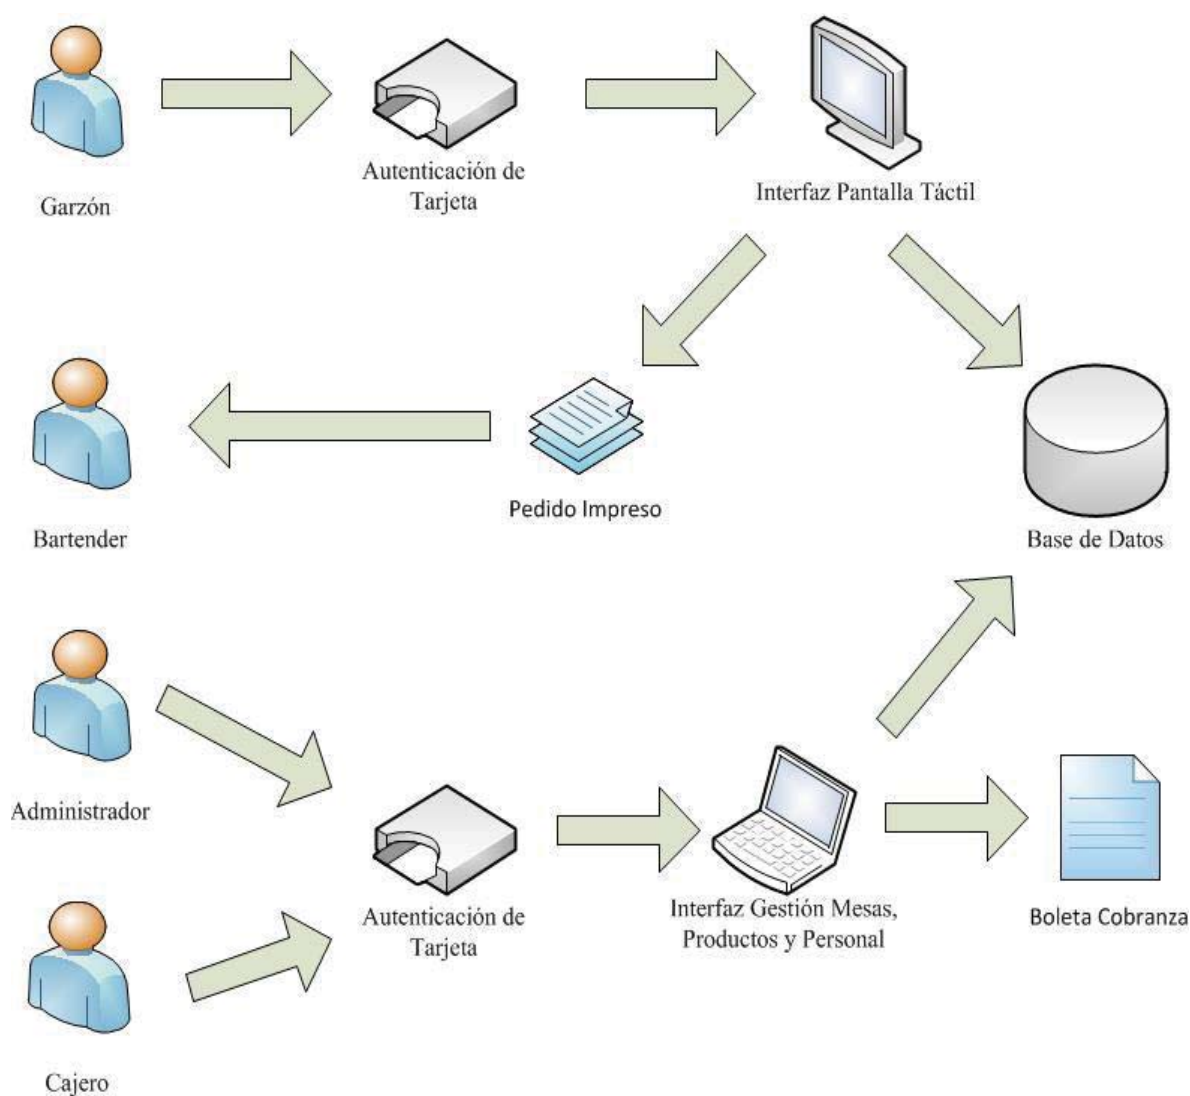 Garzón
Autenticación de
Tarjeta
Interfaz Pantalla Táctil
Bartender
Pedido Impreso
Base de Datos
Administrador
Autenticación de
Tarjeta
Interfaz Gestión Mesas,
Productos y Personal
Boleta Cobranza
Cajero